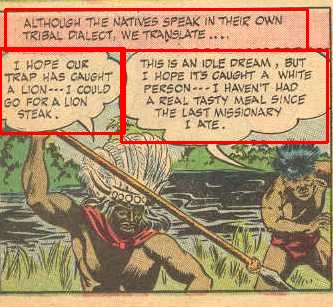 ALTHOUGH THE NATIVES SPEAK IN THEIR OWN
TRIBAL DIALECT, WE TRANSLATE....
I HOPE OUR
TRAP HAS CAUGHT
A LION---I COULD
GO FOR A LION
STEAK.
THIS IS AN IDLE DREAM, BUT
I HOPE IT'S CAUGHT A WHITE
PERSON---I HAVEN'T HAD
A REAL TASTY MEAL SINCE
THE LAST MISSIONARY
I ATE.